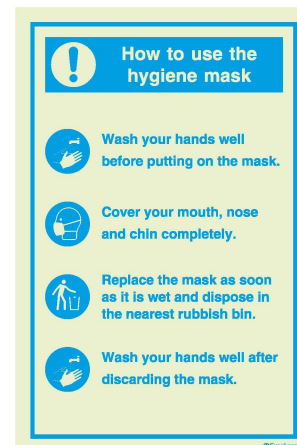 How to use the
hygiene mask
Wash your hands well
before putting on the mask.
Cover your mouth, nose
and chin completely.
Replace the mask as soon
as it is wet and dispose in
the nearest rubbish bin.
Wash your hands well after
discarding the mask.